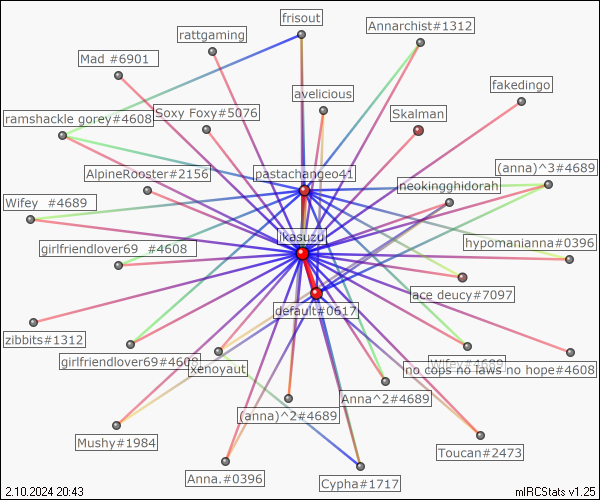 frisout
Annarchist#1312
rattgaming
Mad #6901
fakedingo
avelicious
Soxy Foxy#5076
Skalman
ramshackle gorey#4608
AlpineRooster#2156
pastachangeo41
(anna)^3#4689
neokingghidorah
Wifey  #4689
ikasuzu
girlfriendlover69  #4608
hypomanianna#0396
ace deucy#7097
default#0617
zibbits#1312
girlfriendlover69#4608
Wifey#4689
xenoyaut
no cops no laws no hope#4608
Anna^2#4689
(anna)^2#4689
Mushy#1984
Toucan#2473
Anna.#0396
Cypha#1717
2.10.2024 20:43
mIRCStats v1.25